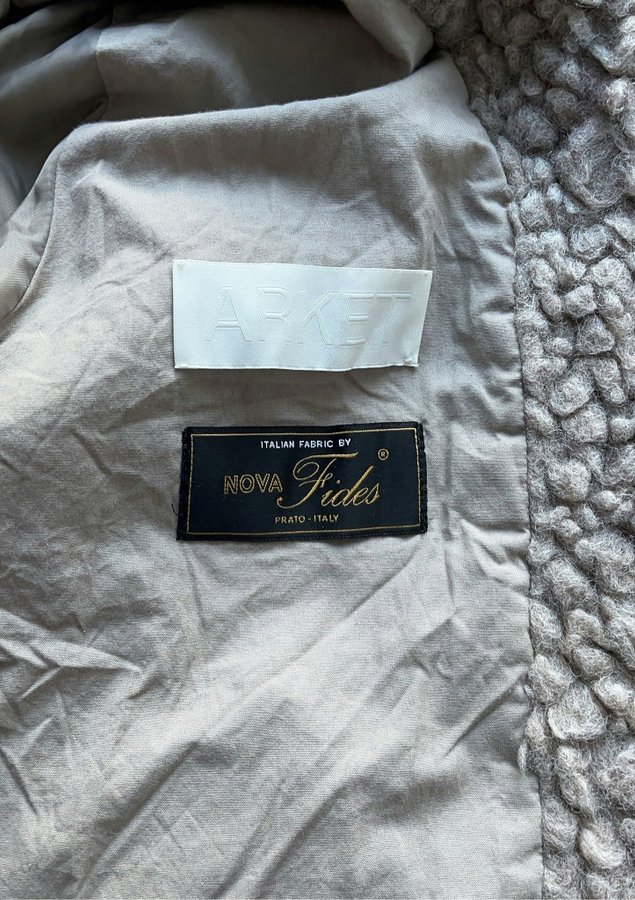 ARKET
ITALIAN FABRIC BY
NOVA Fides ®
PRATO - ITALY